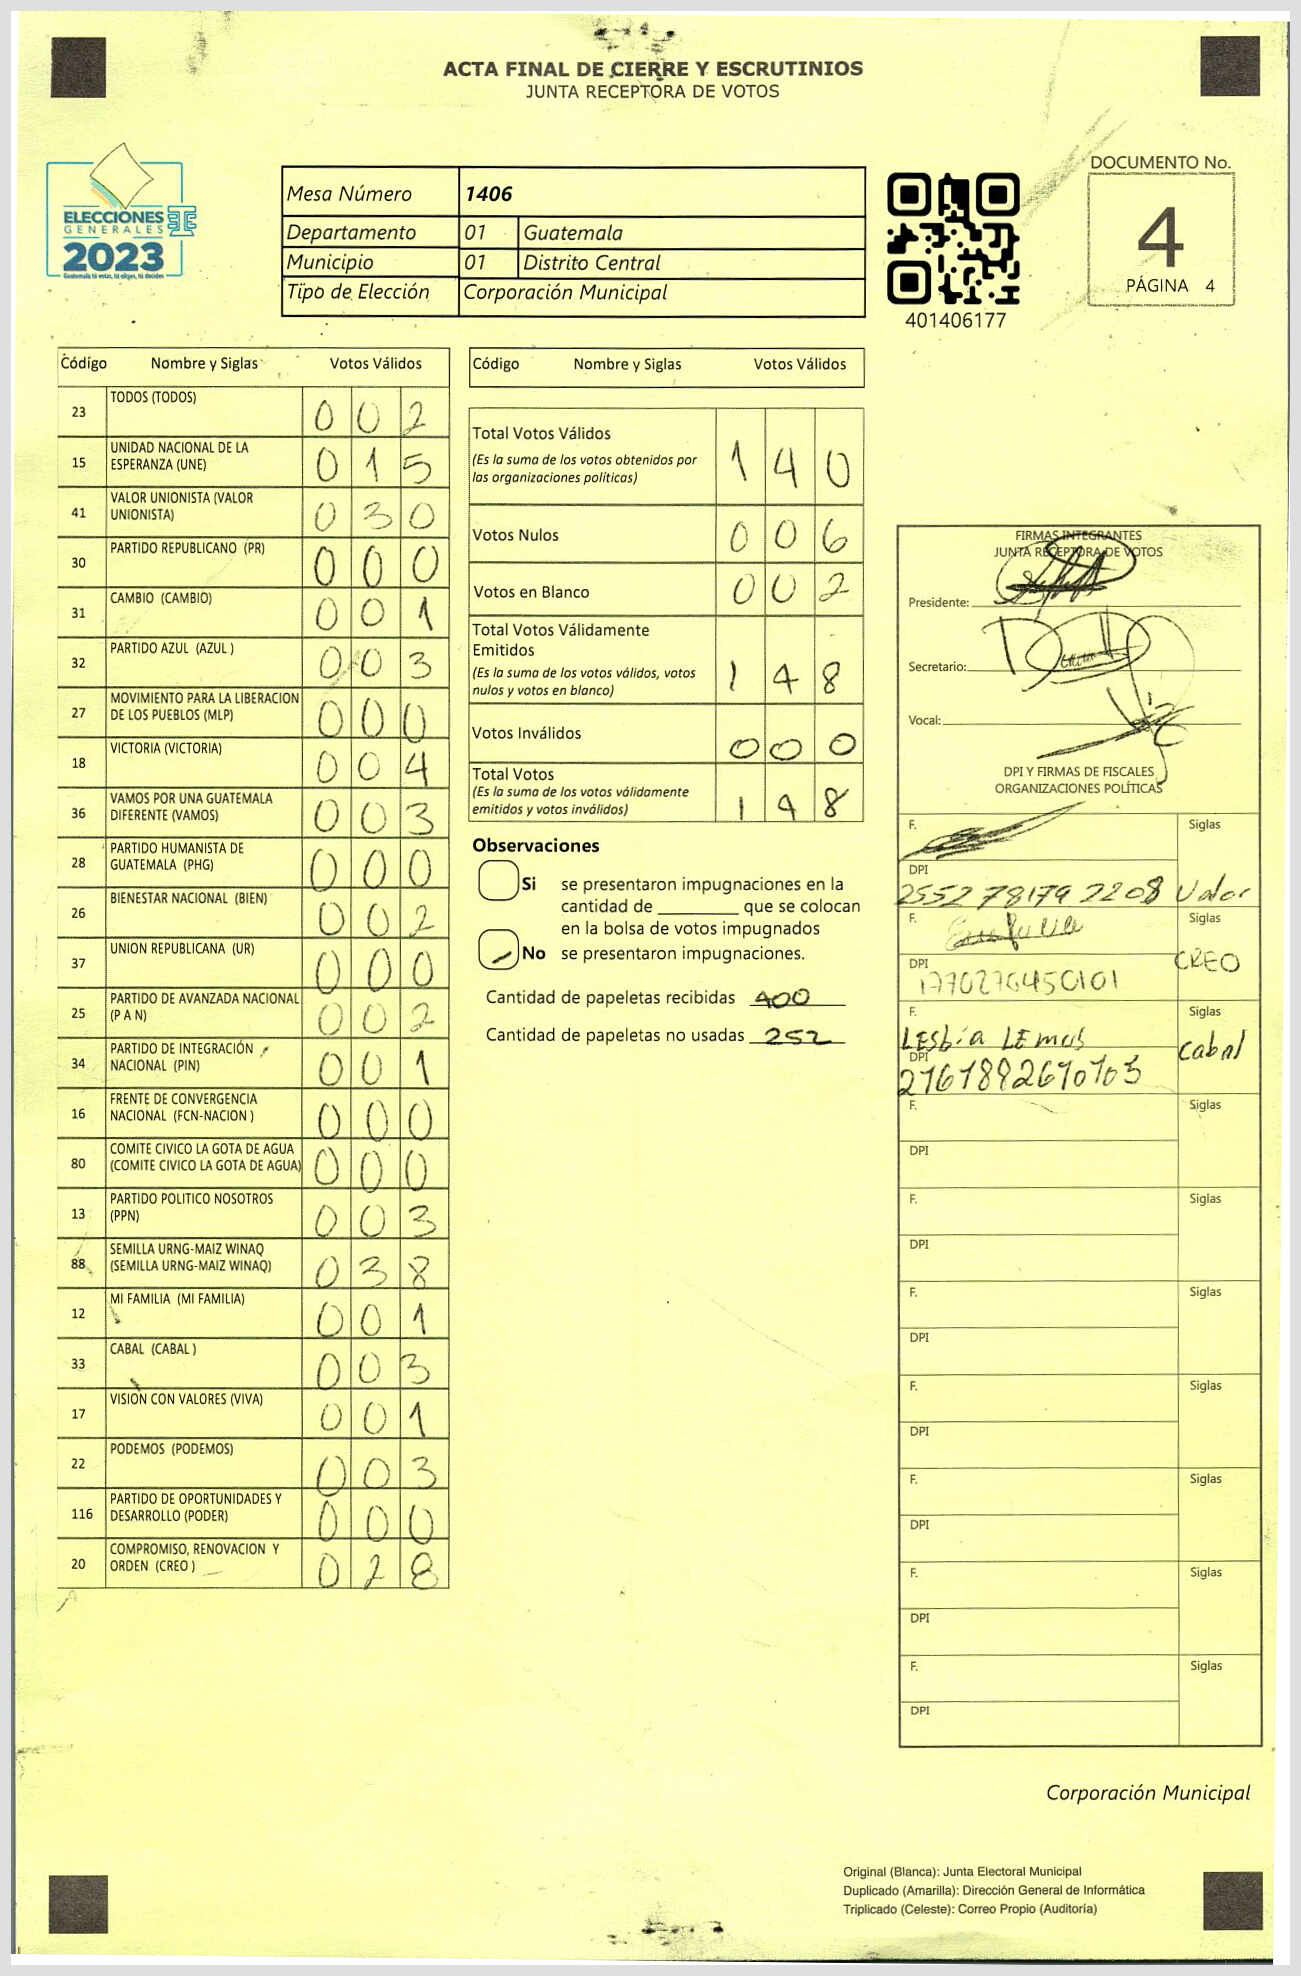 ACTA FINAL DE CIERRE Y ESCRUTINIOS
JUNTA RECEPTORA DE VOTOS
ELECCIONES
GENERALES
2023
Guatemala, tú votas, tú eliges, tú decides
Mesa Número 1406
Departamento 01 Guatemala
Municipio 01 Distrito Central
Tipo de Elección Corporación Municipal
401406177
DOCUMENTO No.
4
PÁGINA 4
Código Nombre y Siglas Votos Válidos
23 TODOS (TODOS) 0 0 2
15 UNIDAD NACIONAL DE LA ESPERANZA (UNE) 0 1 5
41 VALOR UNIONISTA (VALOR UNIONISTA) 0 3 0
30 PARTIDO REPUBLICANO (PR) 0 0 0
31 CAMBIO (CAMBIO) 0 0 1
32 PARTIDO AZUL (AZUL ) 0 0 3
27 MOVIMIENTO PARA LA LIBERACION DE LOS PUEBLOS (MLP) 0 0 0
18 VICTORIA (VICTORIA) 0 0 4
36 VAMOS POR UNA GUATEMALA DIFERENTE (VAMOS) 0 0 3
28 PARTIDO HUMANISTA DE GUATEMALA (PHG) 0 0 0
26 BIENESTAR NACIONAL (BIEN) 0 0 2
37 UNION REPUBLICANA (UR) 0 0 0
25 PARTIDO DE AVANZADA NACIONAL (P A N) 0 0 2
34 PARTIDO DE INTEGRACIÓN NACIONAL (PIN) 0 0 1
16 FRENTE DE CONVERGENCIA NACIONAL (FCN-NACION ) 0 0 0
80 COMITE CIVICO LA GOTA DE AGUA (COMITE CIVICO LA GOTA DE AGUA) 0 0 0
13 PARTIDO POLITICO NOSOTROS (PPN) 0 0 3
88 SEMILLA URNG-MAIZ WINAQ (SEMILLA URNG-MAIZ WINAQ) 0 3 8
12 MI FAMILIA (MI FAMILIA) 0 0 1
33 CABAL (CABAL ) 0 0 3
17 VISION CON VALORES (VIVA) 0 0 1
22 PODEMOS (PODEMOS) 0 0 3
116 PARTIDO DE OPORTUNIDADES Y DESARROLLO (PODER) 0 0 0
20 COMPROMISO, RENOVACION Y ORDEN (CREO ) 0 2 8
Código Nombre y Siglas Votos Válidos
Total Votos Válidos 1 4 0
(Es la suma de los votos obtenidos por
las organizaciones políticas)
Votos Nulos 0 0 6
Votos en Blanco 0 0 2
Total Votos Válidamente
Emitidos 1 4 8
(Es la suma de los votos válidos, votos
nulos y votos en blanco)
Votos Inválidos 0 0 0
Total Votos 1 4 8
(Es la suma de los votos válidamente
emitidos y votos inválidos)
Observaciones
Si se presentaron impugnaciones en la
cantidad de ________ que se colocan
en la bolsa de votos impugnados
No se presentaron impugnaciones.
Cantidad de papeletas recibidas 400
Cantidad de papeletas no usadas 252
FIRMAS INTEGRANTES
JUNTA RECEPTORA DE VOTOS
Presidente:
Secretario:
Vocal:
DPI Y FIRMAS DE FISCALES
ORGANIZACIONES POLÍTICAS
F. Siglas
DPI
2552 78179 2208 Valor
F. Siglas
DPI CREO
1770276450101
F. Siglas
Lesbia Lemus Cabal
DPI
F. Siglas
DPI
F. Siglas
DPI
F. Siglas
DPI
F. Siglas
DPI
F. Siglas
DPI
F. Siglas
DPI
F. Siglas
DPI
Corporación Municipal
Original (Blanca): Junta Electoral Municipal
Duplicado (Amarilla): Dirección General de Informática
Triplicado (Celeste): Correo Propio (Auditoría)